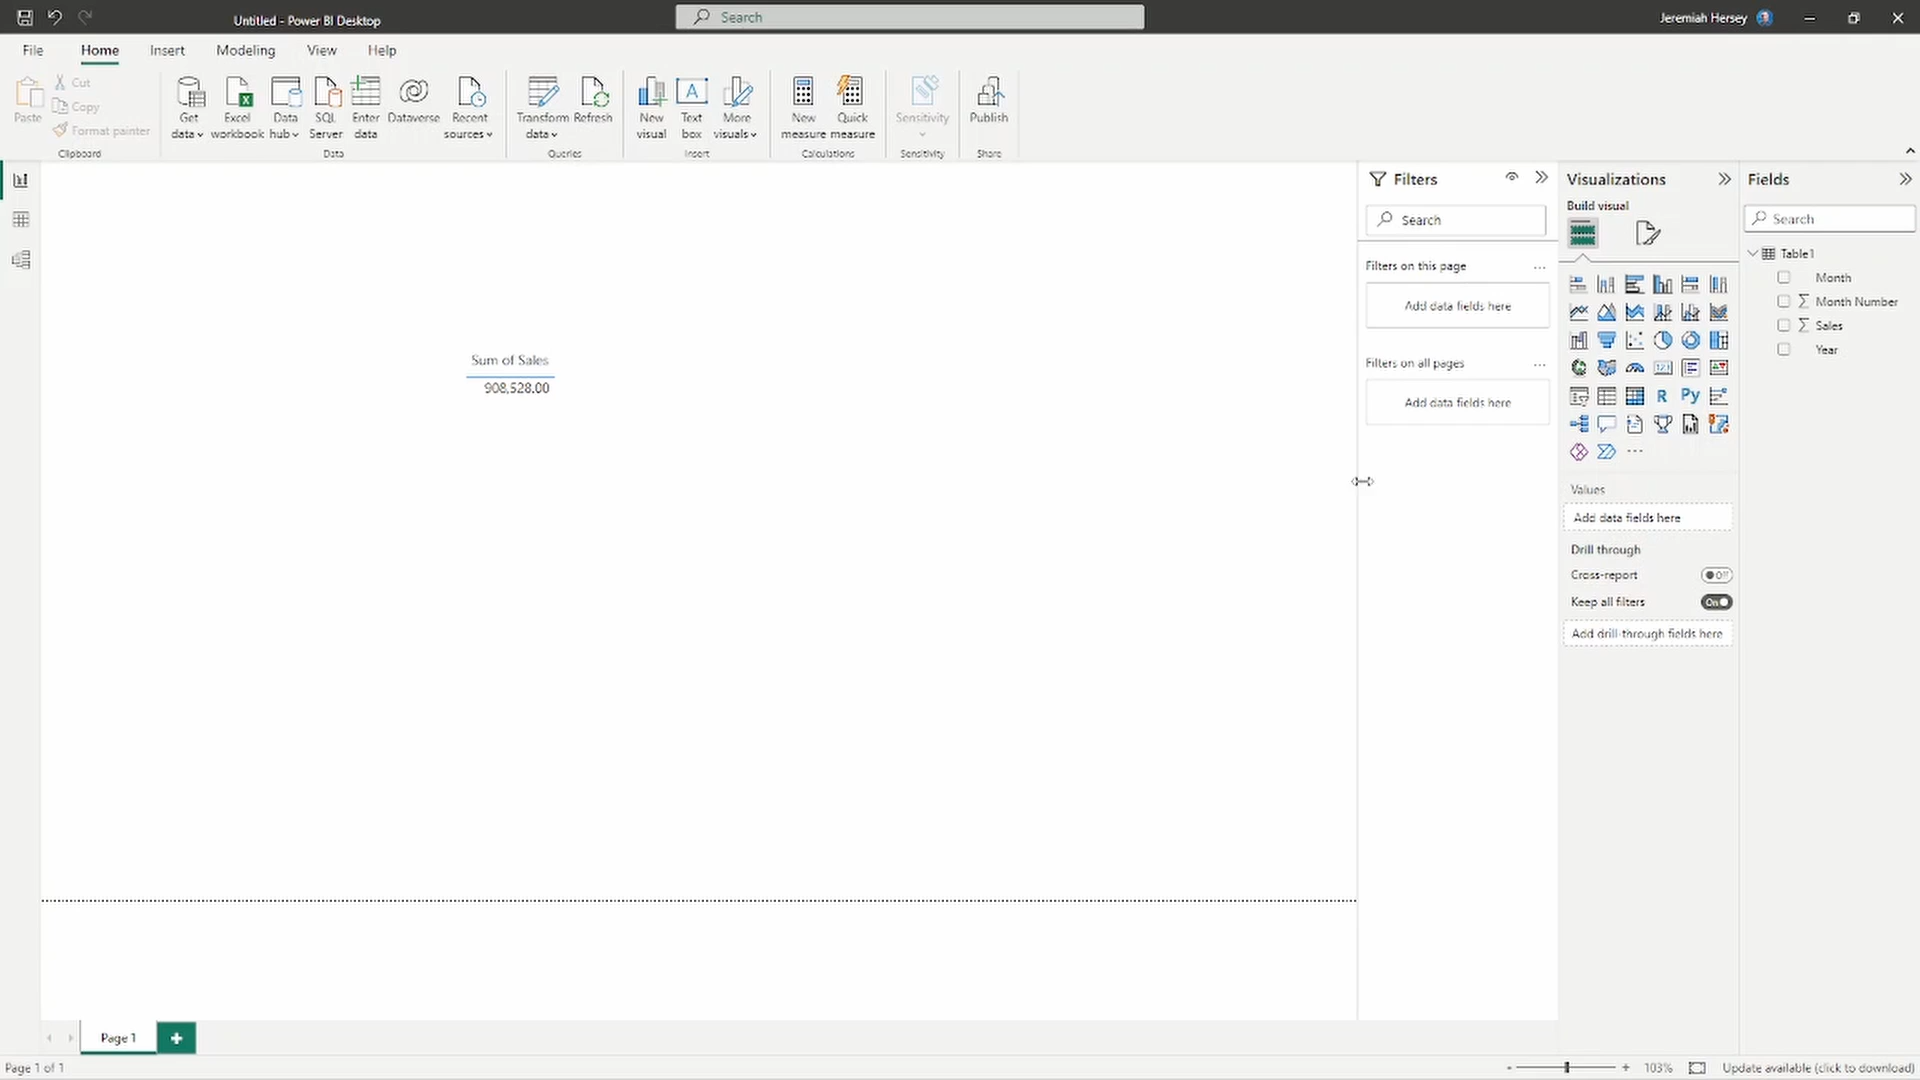 Untitled - Power BI Desktop
Search
Jeremiah Hersey
File Home Insert Modeling View Help
Paste
Cut
Copy
Format painter
Clipboard
Get data
Excel workbook
Data hub
SQL Server
Enter data
Dataverse
Recent sources
Data
Transform data
Refresh
Queries
New visual
Text box
More visuals
Insert
New measure
Quick measure
Calculations
Sensitivity
Sensitivity
Publish
Share
Sum of Sales
908,528.00
Filters
Search
Filters on this page ...
Add data fields here
Filters on all pages ...
Add data fields here
Visualizations
Build visual
123
R
Py
...
Values
Add data fields here
Drill through
Cross-report Off
Keep all filters On
Add drill-through fields here
Fields
Search
Table1
Month
Σ Month Number
Σ Sales
Year
Page 1
+
Page 1 of 1
- + 103%
Update available (click to download)